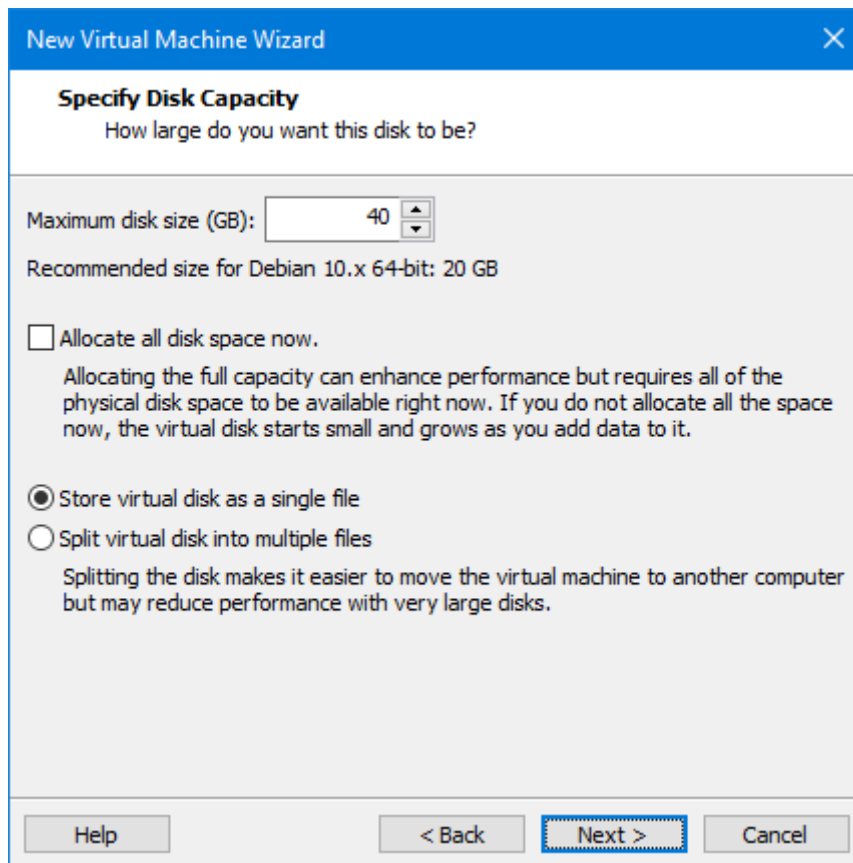 New Virtual Machine Wizard
Specify Disk Capacity
How large do you want this disk to be?
Maximum disk size (GB): 40
Recommended size for Debian 10.x 64-bit: 20 GB
Allocate all disk space now.
Allocating the full capacity can enhance performance but requires all of the
physical disk space to be available right now. If you do not allocate all the space
now, the virtual disk starts small and grows as you add data to it.
Store virtual disk as a single file
Split virtual disk into multiple files
Splitting the disk makes it easier to move the virtual machine to another computer
but may reduce performance with very large disks.
Help < Back Next > Cancel